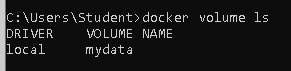 C:\Users\Student>docker volume ls
DRIVER    VOLUME NAME
local     mydata